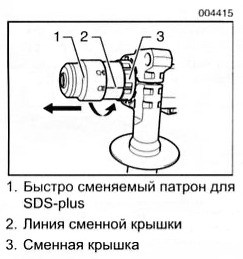 004415
1 2 3
1. Быстро сменяемый патрон для
SDS-plus
2. Линия сменной крышки
3. Сменная крышка